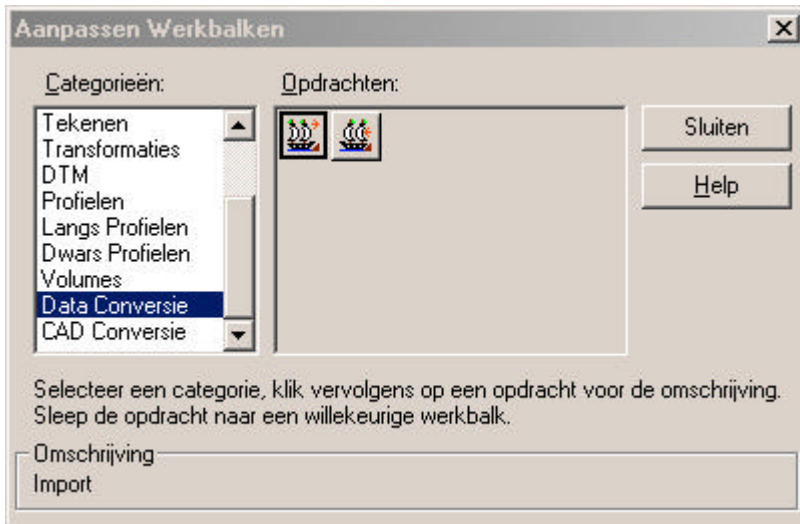 Aanpassen Werkbalken
Categorieën:
Opdrachten:
Tekenen
Transformaties
DTM
Profielen
Langs Profielen
Dwars Profielen
Volumes
Data Conversie
CAD Conversie
Sluiten
Help
Selecteer een categorie, klik vervolgens op een opdracht voor de omschrijving.
Sleep de opdracht naar een willekeurige werkbalk.
Omschrijving
Import